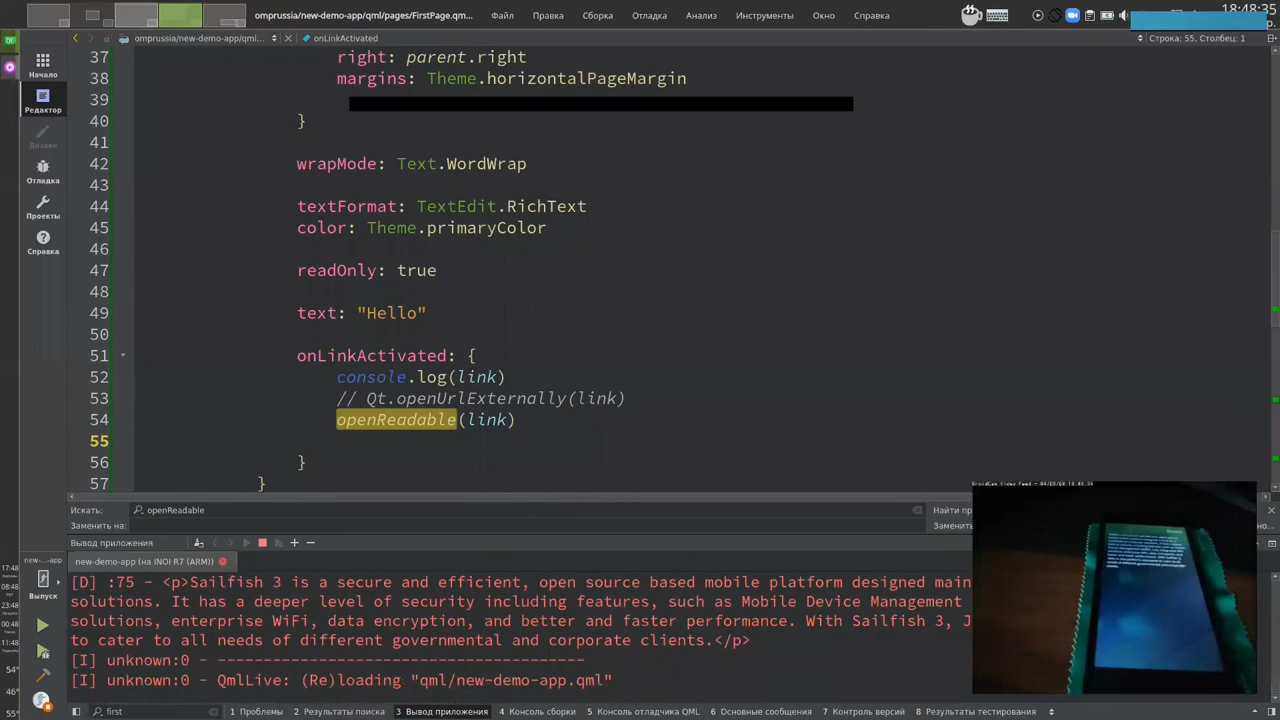 omprussia/new-demo-app/qml/pages/FirstPage.qm...
Файл
Правка
Сборка
Отладка
Анализ
Инструменты
Окно
Справка
18:48:35
omprussia/new-demo-app/qml...
onLinkActivated
Строка: 55, Столбец: 1
Начало
Редактор
Дизайн
Отладка
Проекты
Справка
37 right: parent.right
38 margins: Theme.horizontalPageMargin
39
40 }
41
42 wrapMode: Text.WordWrap
43
44 textFormat: TextEdit.RichText
45 color: Theme.primaryColor
46
47 readOnly: true
48
49 text: "Hello"
50
51 onLinkActivated: {
52 console.log(link)
53 // Qt.openUrlExternally(link)
54 openReadable(link)
55
56 }
57 }
Искать: openReadable
Найти пр
Заменить на:
Заменить
Вывод приложения
new-demo-app (на INOI R7 (ARM))
[D] :75 - <p>Sailfish 3 is a secure and efficient, open source based mobile platform designed main
solutions. It has a deeper level of security including features, such as Mobile Device Management
solutions, enterprise WiFi, data encryption, and better and faster performance. With Sailfish 3, J
to cater to all needs of different governmental and corporate clients.</p>
[I] unknown:0 - -------------------------------------
[I] unknown:0 - QmlLive: (Re)loading "qml/new-demo-app.qml"
...-app
Выпуск
first
1 Проблемы
2 Результаты поиска
3 Вывод приложения
4 Консоль сборки
5 Консоль отладчика QML
6 Основные сообщения
7 Контроль версий
8 Результаты тестирования